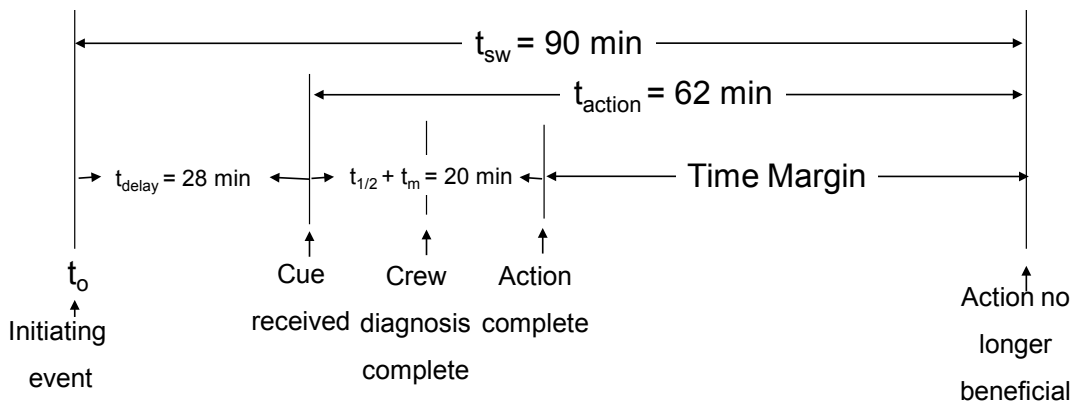 t_sw = 90 min
t_action = 62 min
t_delay = 28 min
t_1/2 + t_m = 20 min
Time Margin
t_o
Initiating
event
Cue
received
Crew
diagnosis
complete
Action
complete
Action no
longer
beneficial